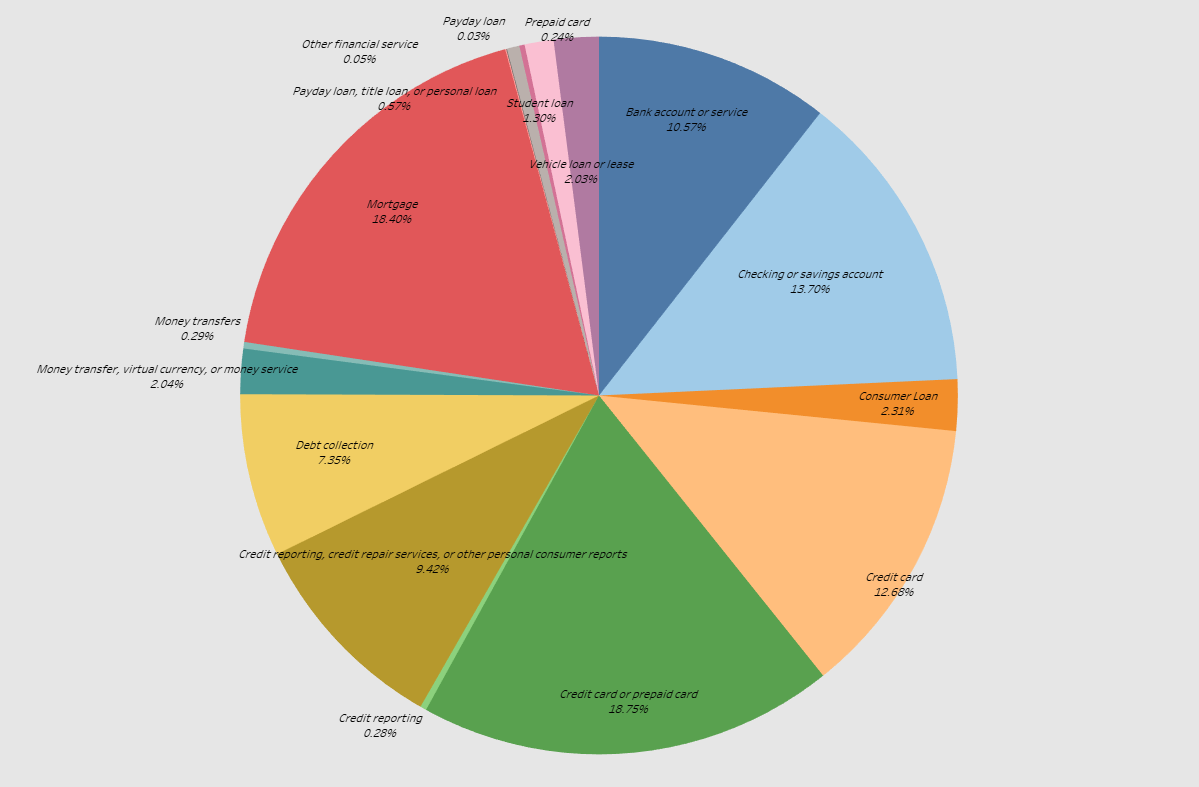 Payday loan
0.03%
Prepaid card
0.24%
Other financial service
0.05%
Payday loan, title loan, or personal loan
0.57%
Student loan
1.30%
Bank account or service
10.57%
Vehicle loan or lease
2.03%
Mortgage
18.40%
Checking or savings account
13.70%
Money transfers
0.29%
Money transfer, virtual currency, or money service
2.04%
Consumer Loan
2.31%
Debt collection
7.35%
Credit reporting, credit repair services, or other personal consumer reports
9.42%
Credit card
12.68%
Credit card or prepaid card
18.75%
Credit reporting
0.28%